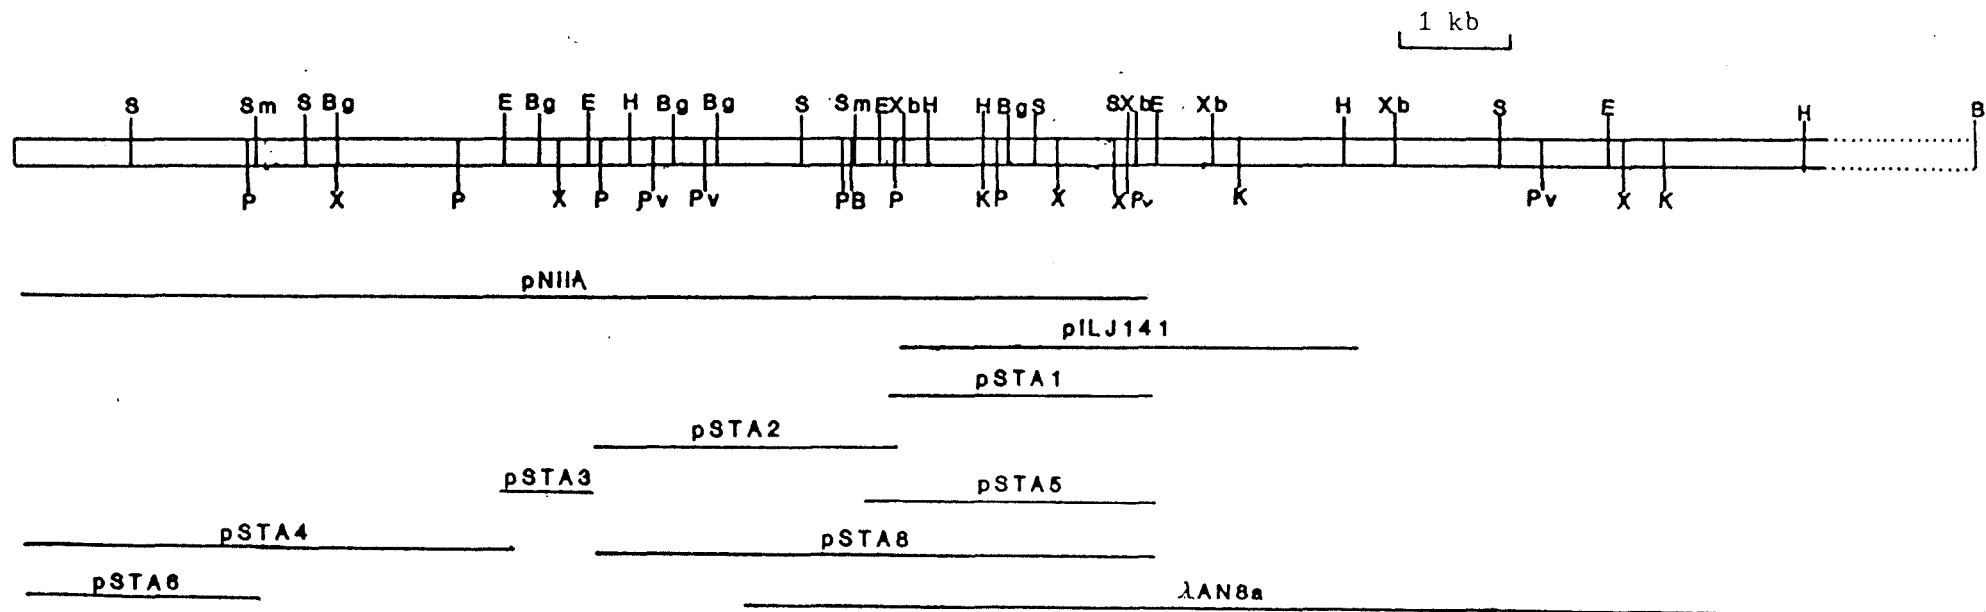 1 kb
S Sm S Bg E Bg E H Bg Bg S Sm E Xb H H Bg S S Xb E Xb H Xb S E H B
P X P X P Pv Pv P B P K P X X Pv K Pv X K
pNIIA
pILJ141
pSTA1
pSTA2
pSTA3
pSTA5
pSTA4
pSTA8
pSTA6
λAN8a